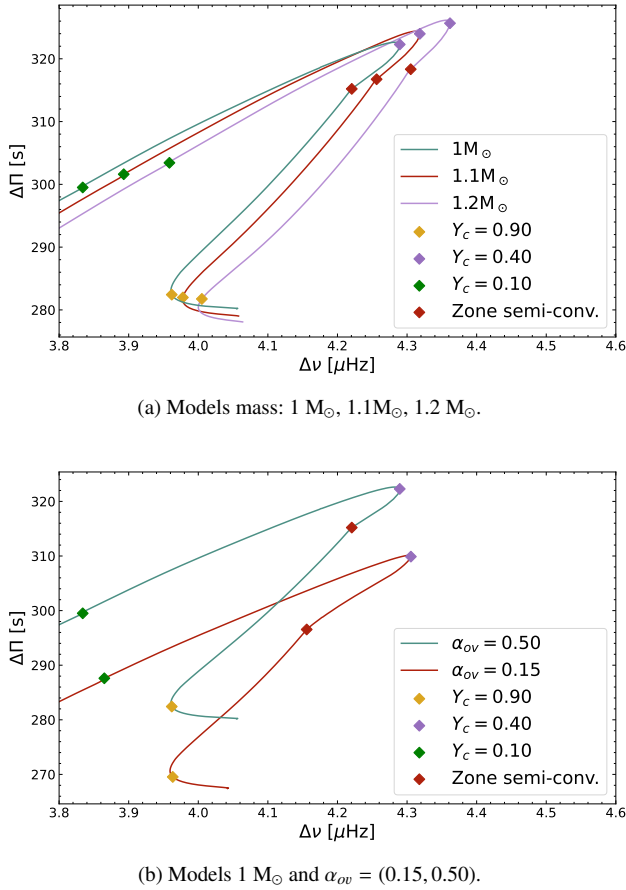 320
310
300
290
280
ΔΠ [s]
1M⊙
1.1M⊙
1.2M⊙
Y_c = 0.90
Y_c = 0.40
Y_c = 0.10
Zone semi-conv.
3.8 3.9 4.0 4.1 4.2 4.3 4.4 4.5 4.6
Δν [μHz]
(a) Models mass: 1 M⊙, 1.1M⊙, 1.2 M⊙.
320
310
300
290
280
270
ΔΠ [s]
α_ov = 0.50
α_ov = 0.15
Y_c = 0.90
Y_c = 0.40
Y_c = 0.10
Zone semi-conv.
3.8 3.9 4.0 4.1 4.2 4.3 4.4 4.5 4.6
Δν [μHz]
(b) Models 1 M⊙ and α_ov = (0.15, 0.50).